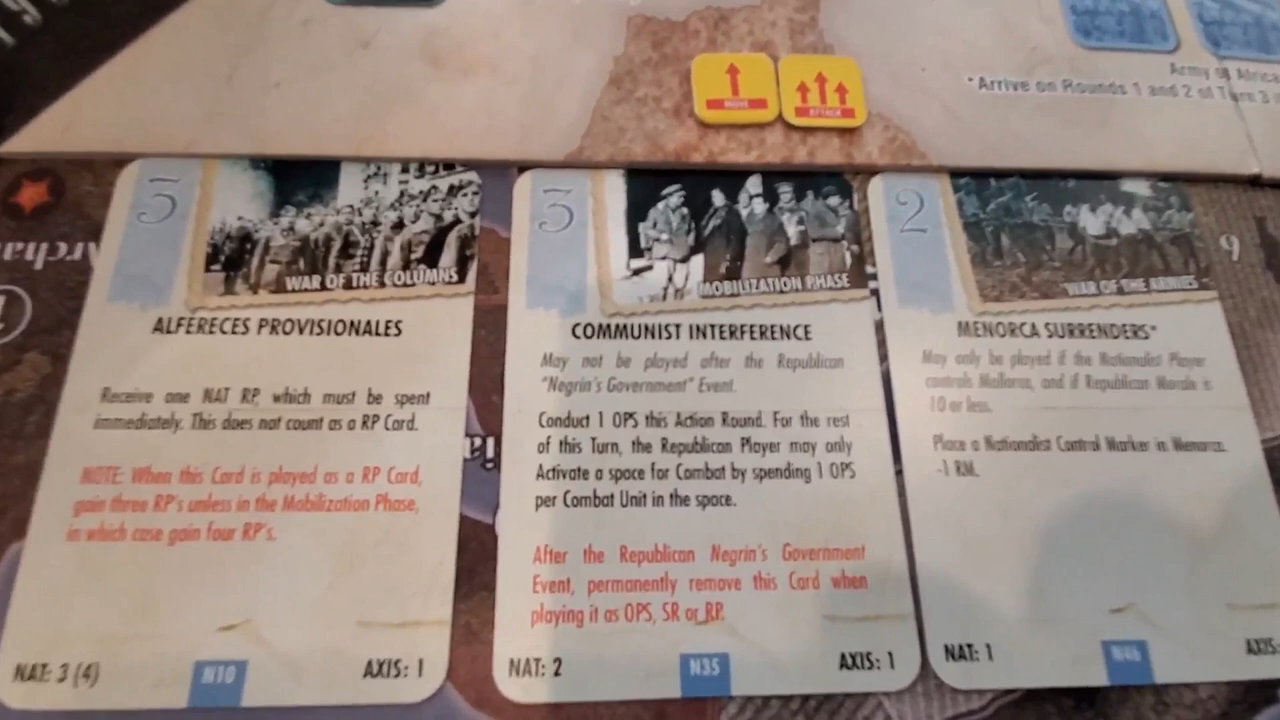 MOVE
ATTACK
Army of Africa
*Arrive on Rounds 1 and 2 of Turn 3
5
WAR OF THE COLUMNS
ALFERECES PROVISIONALES
Receive one NAT RP, which must be spent
immediately. This does not count as a RP Card.
NOTE: When this Card is played as a RP Card,
gain three RP's unless in the Mobilization Phase,
in which case gain four RP's.
NAT: 3 (4)
N10
AXIS: 1
3
MOBILIZATION PHASE
COMMUNIST INTERFERENCE
May not be played after the Republican
"Negrin's Government" Event.
Conduct 1 OPS this Action Round. For the rest
of this Turn, the Republican Player may only
Activate a space for Combat by spending 1 OPS
per Combat Unit in the space.
After the Republican Negrin's Government
Event, permanently remove this Card when
playing it as OPS, SR or RP.
NAT: 2
N35
AXIS: 1
2
WAR OF THE ARMIES
MENORCA SURRENDERS*
May only be played if the Nationalist Player
controls Mallorca, and if Republican Morale is
10 or less.
Place a Nationalist Control Marker in Menorca.
-1 RM.
NAT: 1
N46
AXIS:
9